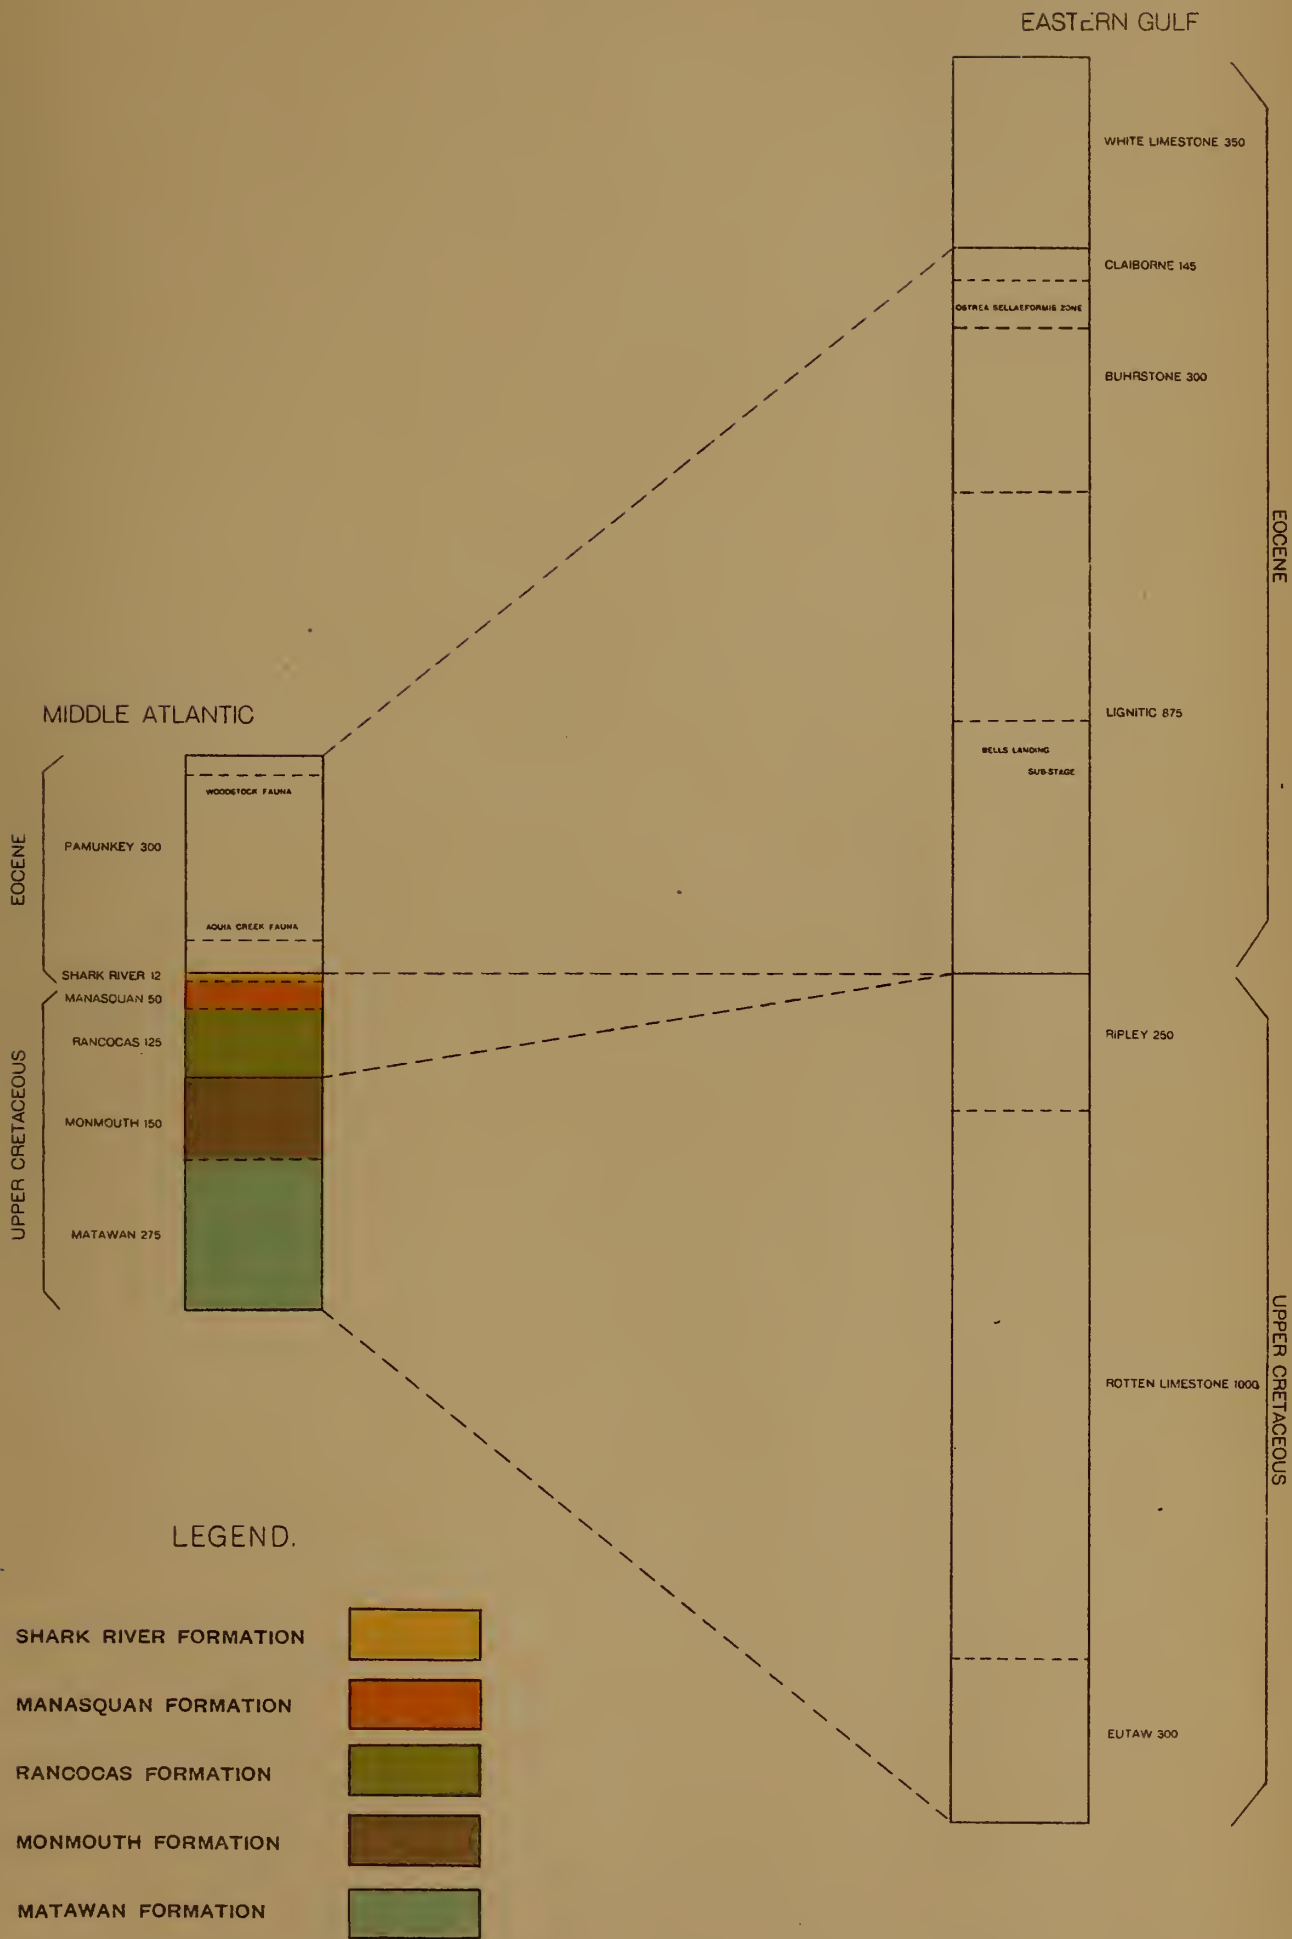 EASTERN GULF
WHITE LIMESTONE 350
CLAIBORNE 145
OSTREA SELLAEFORMIS ZONE
BUHRSTONE 300
EOCENE
LIGNITIC 875
BELLS LANDING
SUB-STAGE
RIPLEY 250
UPPER CRETACEOUS
ROTTEN LIMESTONE 1000
EUTAW 300
MIDDLE ATLANTIC
EOCENE
WOODSTOCK FAUNA
PAMUNKEY 300
AQUIA CREEK FAUNA
SHARK RIVER 12
MANASQUAN 50
RANCOCAS 125
UPPER CRETACEOUS
MONMOUTH 150
MATAWAN 275
LEGEND.
SHARK RIVER FORMATION
MANASQUAN FORMATION
RANCOCAS FORMATION
MONMOUTH FORMATION
MATAWAN FORMATION